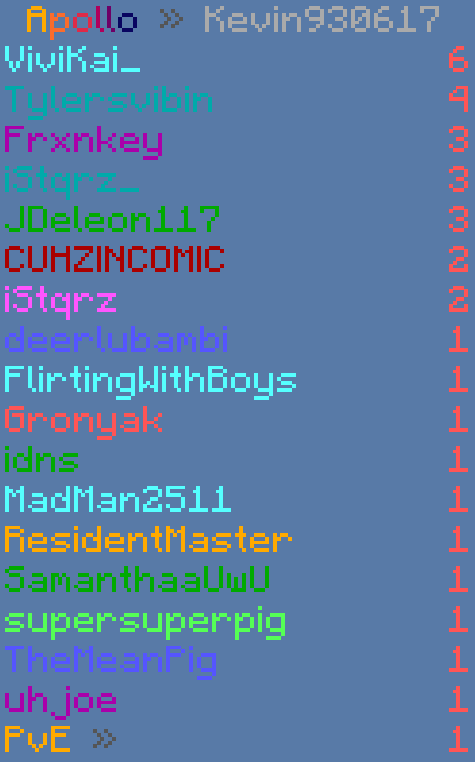 Apollo » Kevin930617
ViviKai_ 6
Tylersvibin 4
Frxnkey 3
iStqrz_ 3
JDeleon117 3
CUHZINCOMIC 2
iStqrz 2
deerlubambi 1
FlirtingWithBoys 1
Gronyak 1
idns 1
MadMan2511 1
ResidentMaster 1
SamanthaaUwU 1
supersuperpig 1
TheMeanPig 1
uh_joe 1
PvE » 1